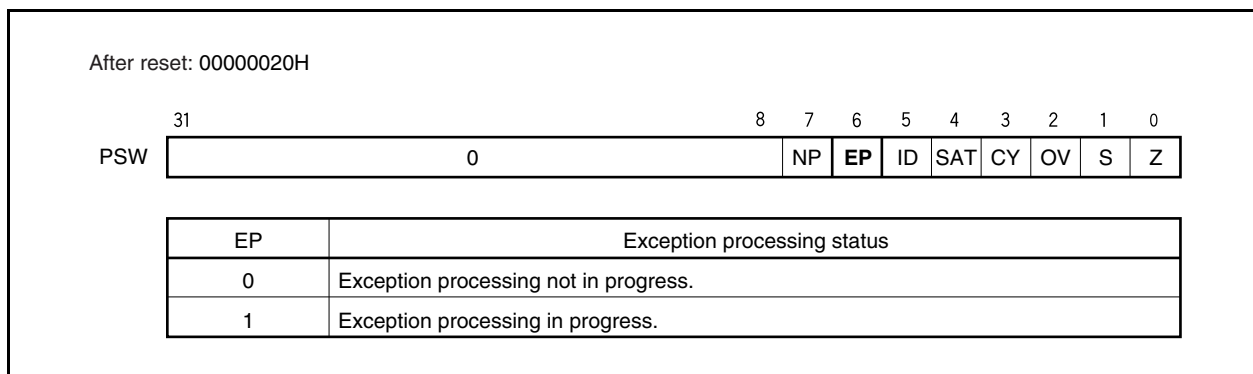 After reset: 00000020H
31 8 7 6 5 4 3 2 1 0
PSW 0 NP EP ID SAT CY OV S Z
EP Exception processing status
0 Exception processing not in progress.
1 Exception processing in progress.